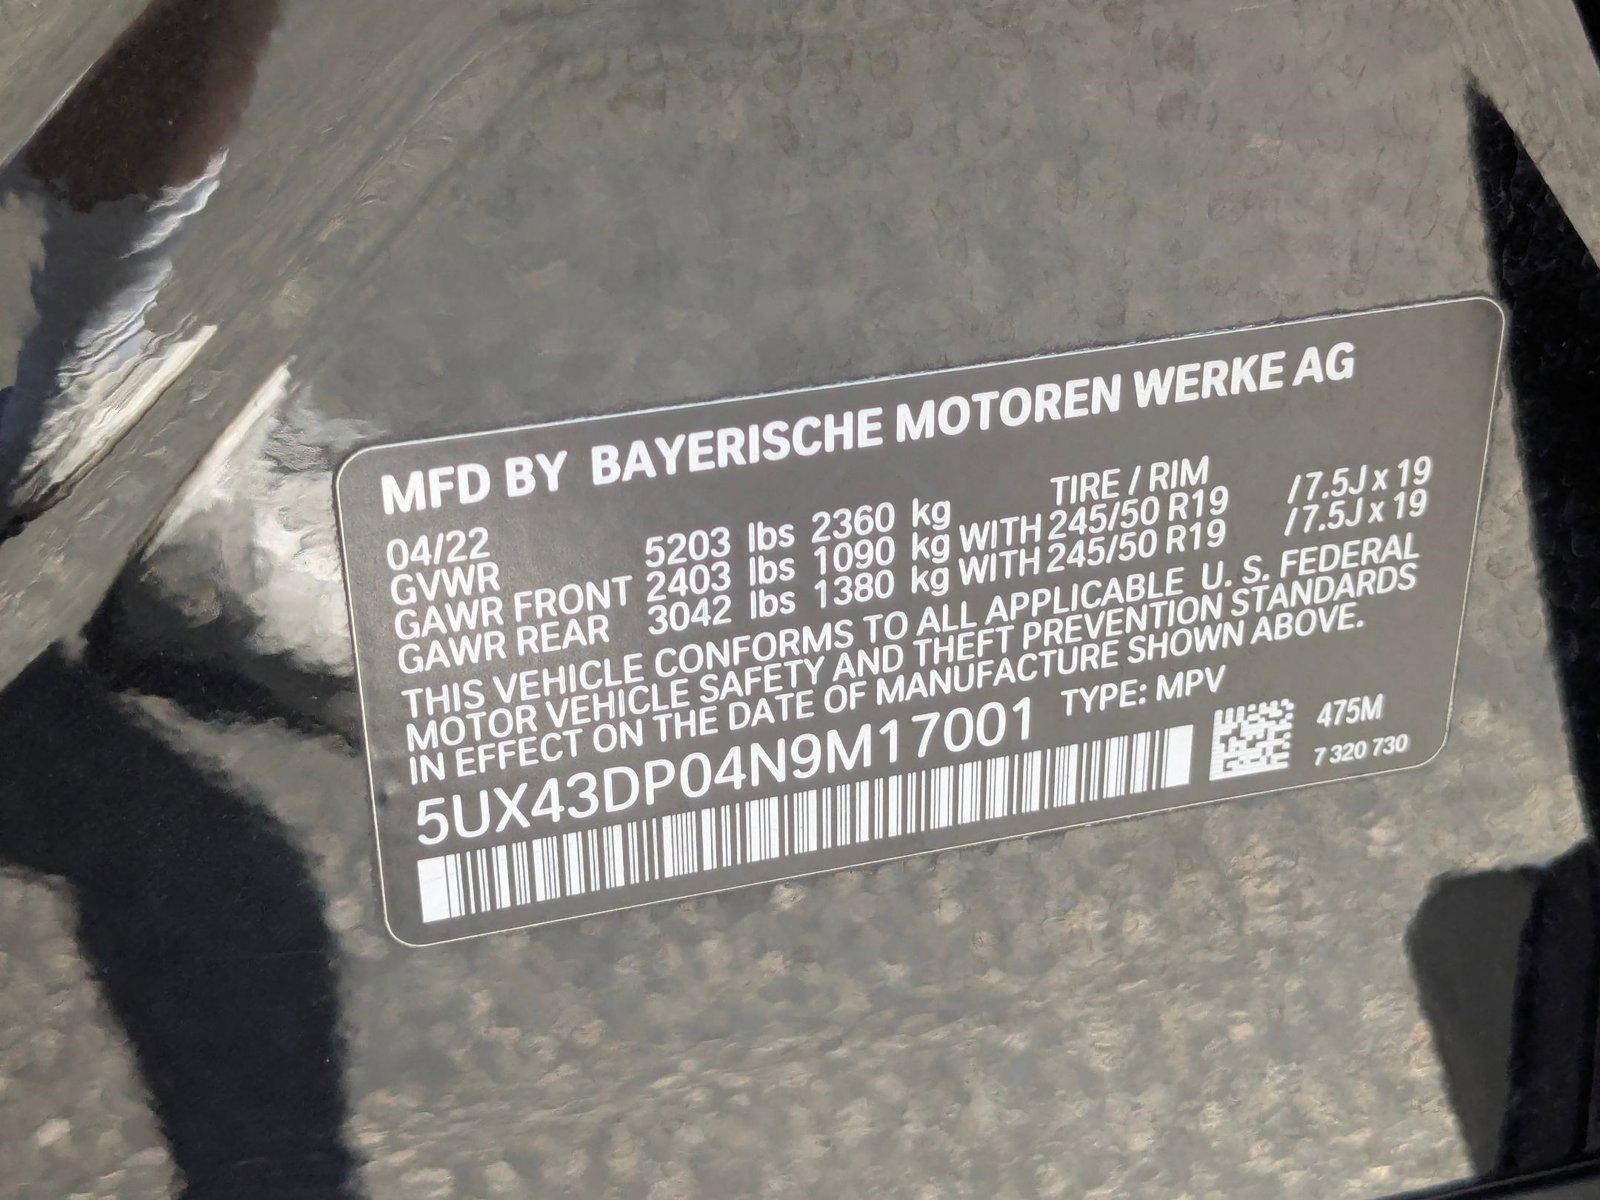 MFD BY BAYERISCHE MOTOREN WERKE AG
04/22 TIRE / RIM
GVWR 5203 lbs 2360 kg
GAWR FRONT 2403 lbs 1090 kg WITH 245/50 R19 / 7.5J x 19
GAWR REAR 3042 lbs 1380 kg WITH 245/50 R19 / 7.5J x 19
THIS VEHICLE CONFORMS TO ALL APPLICABLE U. S. FEDERAL
MOTOR VEHICLE SAFETY AND THEFT PREVENTION STANDARDS
IN EFFECT ON THE DATE OF MANUFACTURE SHOWN ABOVE.
5UX43DP04N9M17001 TYPE: MPV
475M
7 320 730